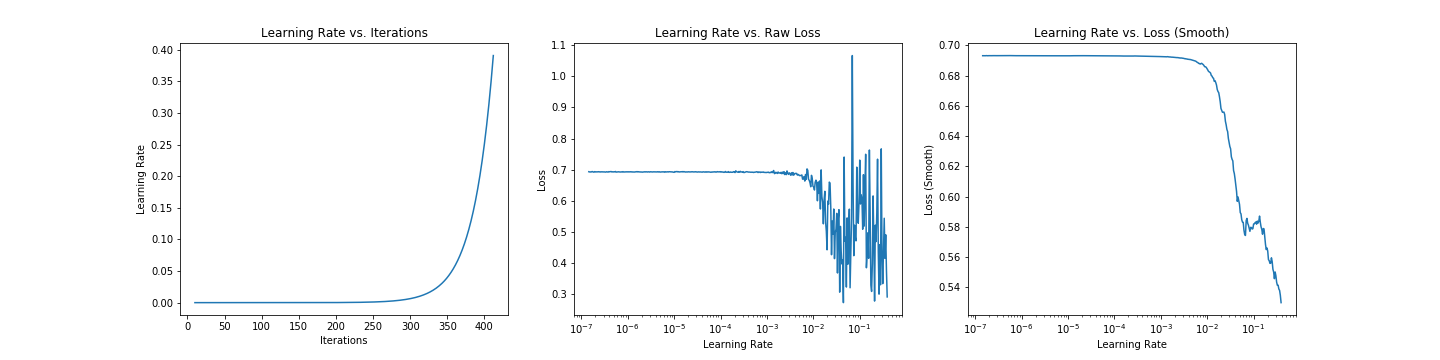 Learning Rate vs. Iterations
Learning Rate
0.40
0.35
0.30
0.25
0.20
0.15
0.10
0.05
0.00
0 50 100 150 200 250 300 350 400
Iterations
Learning Rate vs. Raw Loss
Loss
1.1
1.0
0.9
0.8
0.7
0.6
0.5
0.4
0.3
10⁻⁷ 10⁻⁶ 10⁻⁵ 10⁻⁴ 10⁻³ 10⁻² 10⁻¹
Learning Rate
Learning Rate vs. Loss (Smooth)
Loss (Smooth)
0.70
0.68
0.66
0.64
0.62
0.60
0.58
0.56
0.54
10⁻⁷ 10⁻⁶ 10⁻⁵ 10⁻⁴ 10⁻³ 10⁻² 10⁻¹
Learning Rate